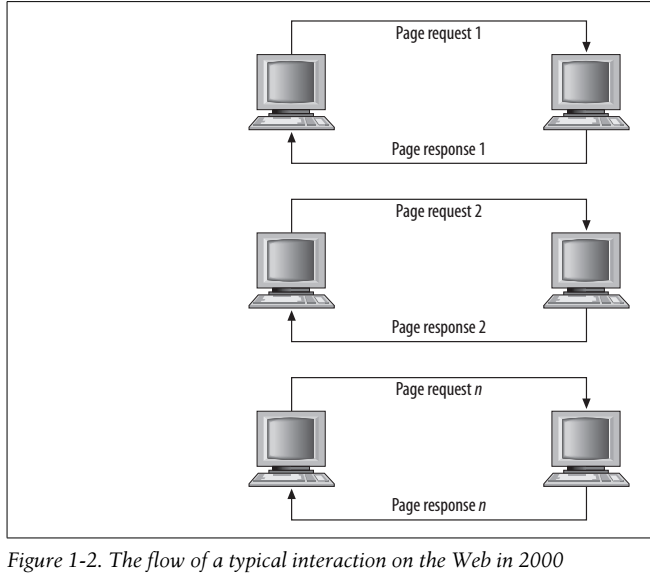 Page request 1
Page response 1
Page request 2
Page response 2
Page request n
Page response n
Figure 1-2. The flow of a typical interaction on the Web in 2000